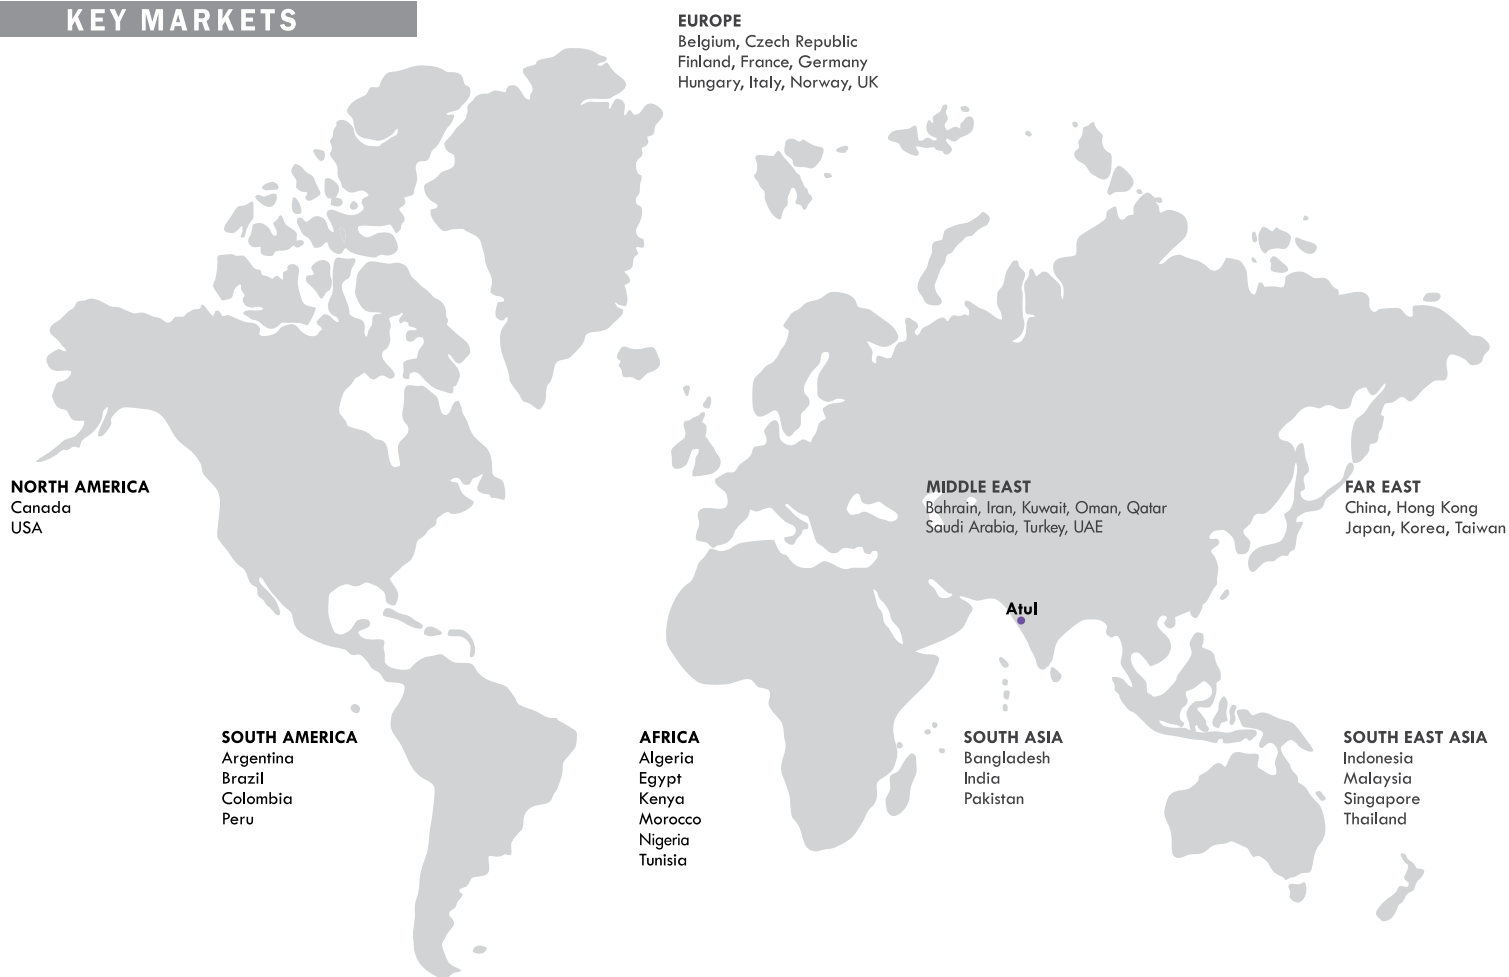 KEY MARKETS
EUROPE
Belgium, Czech Republic
Finland, France, Germany
Hungary, Italy, Norway, UK
NORTH AMERICA
Canada
USA
MIDDLE EAST
Bahrain, Iran, Kuwait, Oman, Qatar
Saudi Arabia, Turkey, UAE
FAR EAST
China, Hong Kong
Japan, Korea, Taiwan
Atul
SOUTH AMERICA
Argentina
Brazil
Colombia
Peru
AFRICA
Algeria
Egypt
Kenya
Morocco
Nigeria
Tunisia
SOUTH ASIA
Bangladesh
India
Pakistan
SOUTH EAST ASIA
Indonesia
Malaysia
Singapore
Thailand